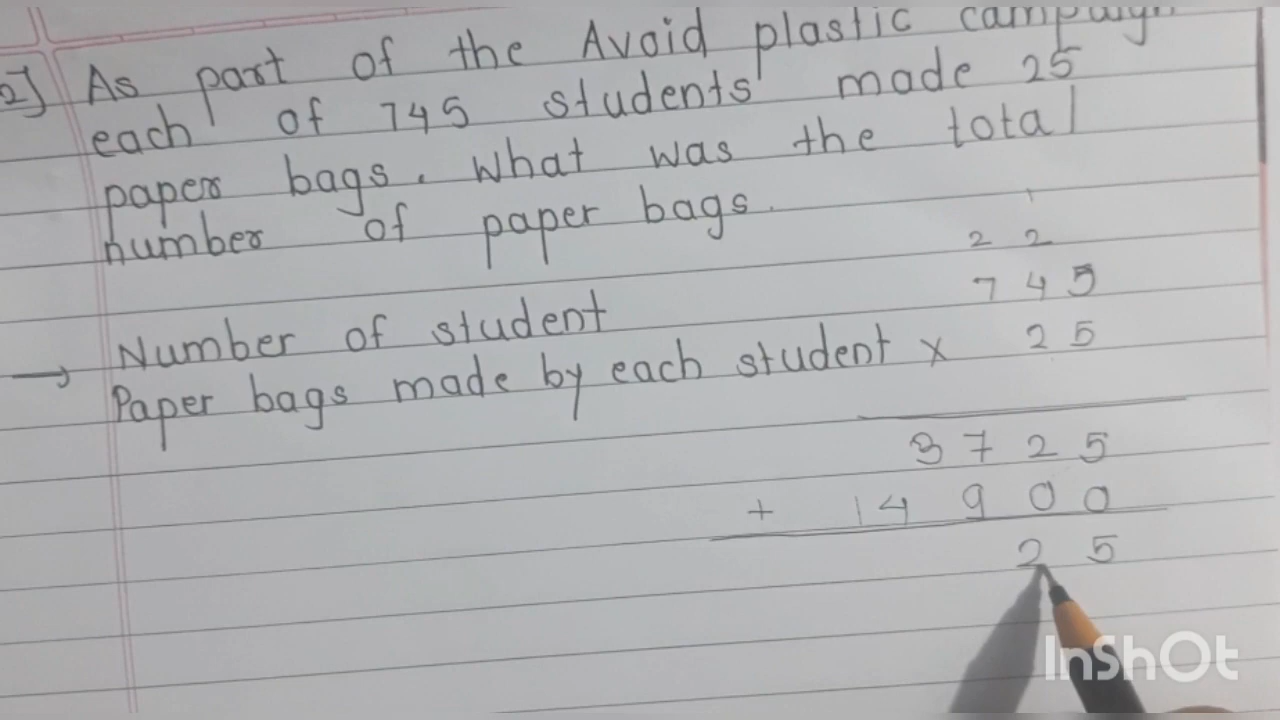 2] As part of the Avoid plastic campaign
each of 745 students made 25
paper bags. What was the total
number of paper bags.
1
2 2
7 4 5
Number of student
Paper bags made by each student x 2 5
3 7 2 5
+ 1 4 9 0 0
2 5
InShOt